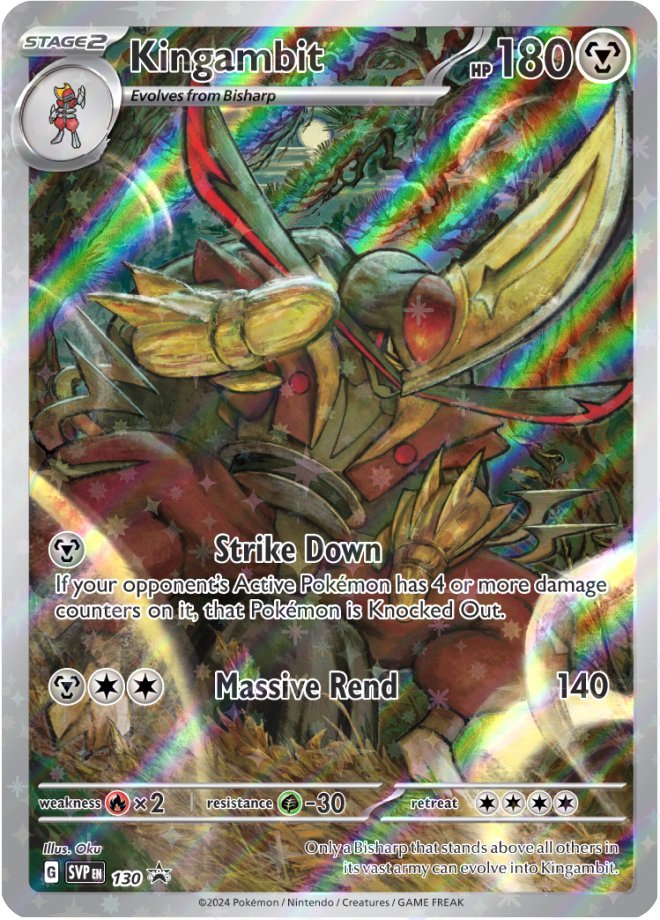 STAGE2
Kingambit
HP 180
Evolves from Bisharp
Strike Down
If your opponent's Active Pokémon has 4 or more damage
counters on it, that Pokémon is Knocked Out.
Massive Rend 140
weakness ×2 resistance -30 retreat
Illus. Oku
Only a Bisharp that stands above all others in
its vast army can evolve into Kingambit.
G SVP EN 130
©2024 Pokémon / Nintendo / Creatures / GAME FREAK